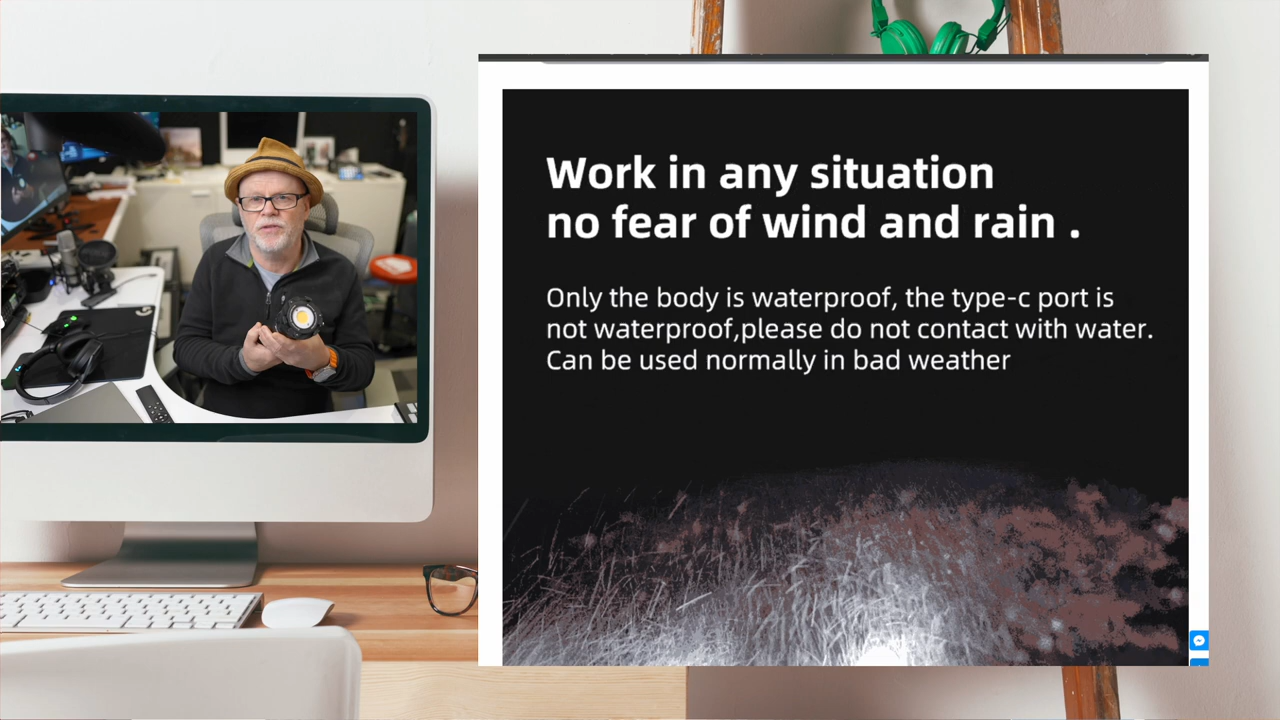 Work in any situation
no fear of wind and rain .
Only the body is waterproof, the type-c port is
not waterproof,please do not contact with water.
Can be used normally in bad weather